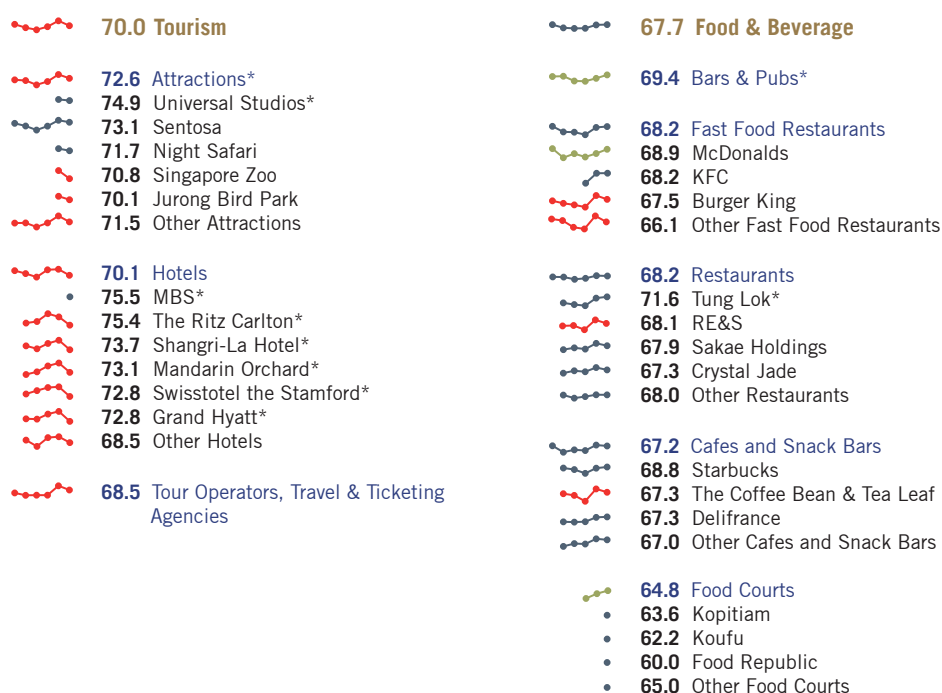 70.0 Tourism
72.6 Attractions*
74.9 Universal Studios*
73.1 Sentosa
71.7 Night Safari
70.8 Singapore Zoo
70.1 Jurong Bird Park
71.5 Other Attractions
70.1 Hotels
75.5 MBS*
75.4 The Ritz Carlton*
73.7 Shangri-La Hotel*
73.1 Mandarin Orchard*
72.8 Swisstotel the Stamford*
72.8 Grand Hyatt*
68.5 Other Hotels
68.5 Tour Operators, Travel & Ticketing
Agencies
67.7 Food & Beverage
69.4 Bars & Pubs*
68.2 Fast Food Restaurants
68.9 McDonalds
68.2 KFC
67.5 Burger King
66.1 Other Fast Food Restaurants
68.2 Restaurants
71.6 Tung Lok*
68.1 RE&S
67.9 Sakae Holdings
67.3 Crystal Jade
68.0 Other Restaurants
67.2 Cafes and Snack Bars
68.8 Starbucks
67.3 The Coffee Bean & Tea Leaf
67.3 Delifrance
67.0 Other Cafes and Snack Bars
64.8 Food Courts
63.6 Kopitiam
62.2 Koufu
60.0 Food Republic
65.0 Other Food Courts